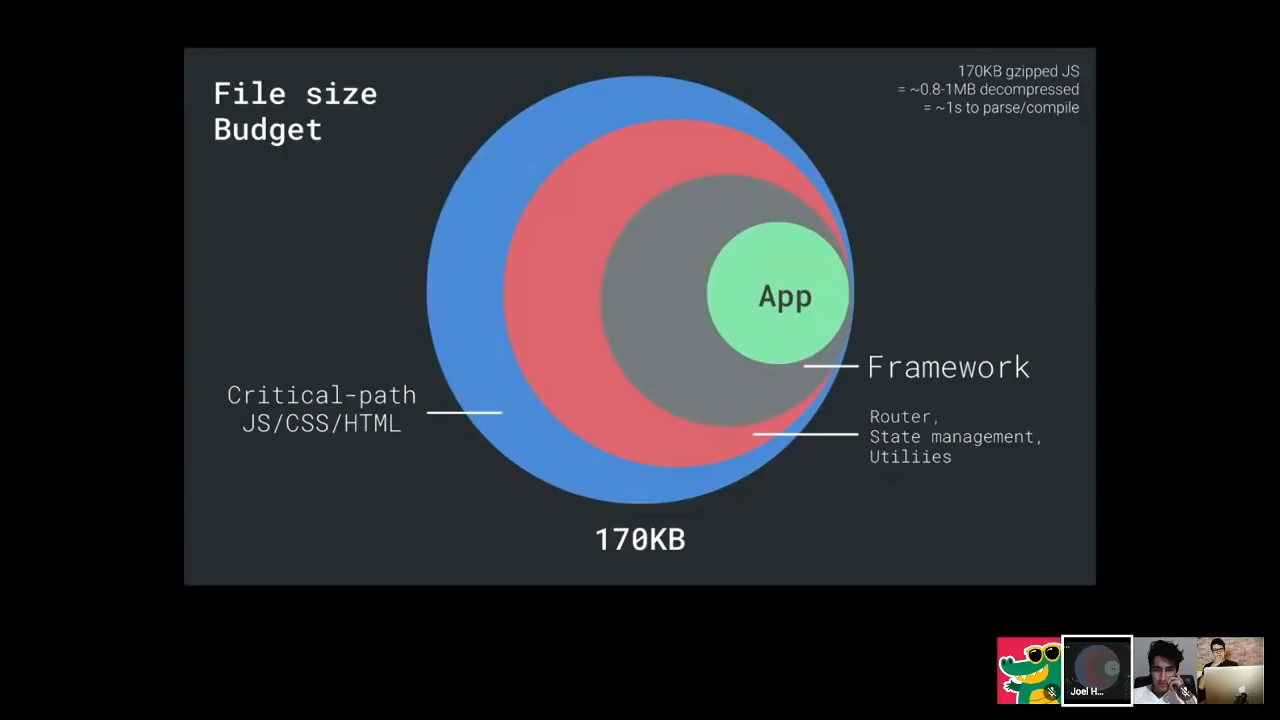 File size
Budget
170KB gzipped JS
= ~0.8-1MB decompressed
= ~1s to parse/compile
App
Framework
Critical-path
JS/CSS/HTML
Router,
State management,
Utiliies
170KB
Joel H...